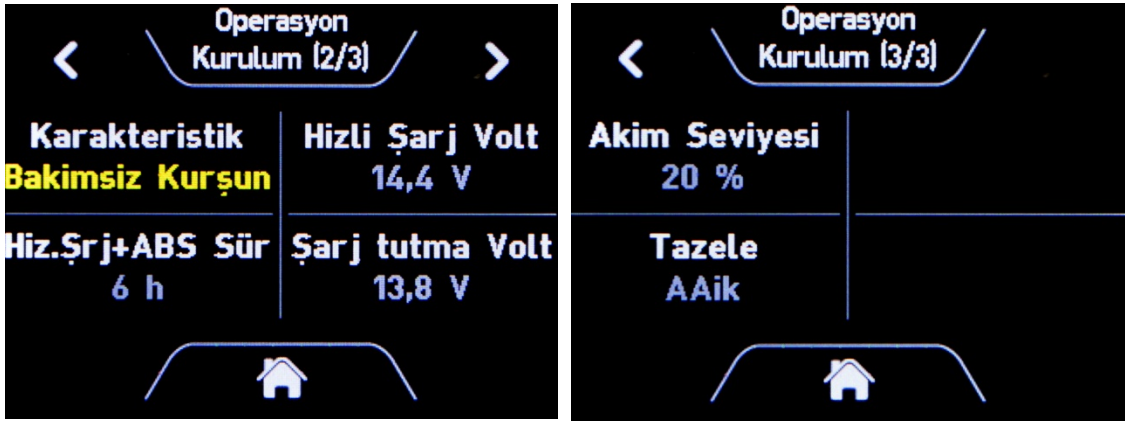 Operasyon
Kurulum (2/3)
Karakteristik
Bakimsiz Kurşun
Hizli Şarj Volt
14,4 V
Hiz.Şrj+ABS Sür
6 h
Şarj tutma Volt
13,8 V
Operasyon
Kurulum (3/3)
Akim Seviyesi
20 %
Tazele
AAik